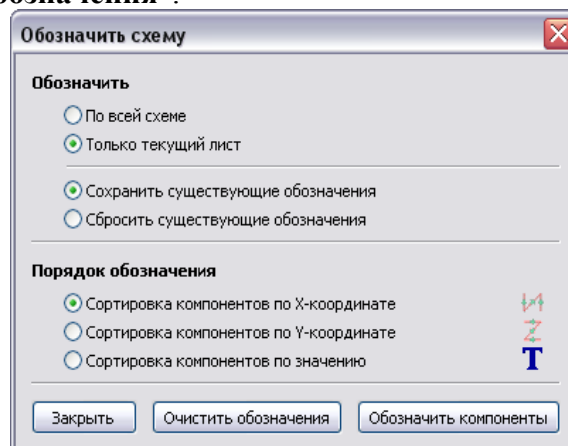 Обозначить схему
Обозначить
По всей схеме
Только текущий лист
Сохранить существующие обозначения
Сбросить существующие обозначения
Порядок обозначения
Сортировка компонентов по X-координате
Сортировка компонентов по Y-координате
Сортировка компонентов по значению
T
Закрыть Очистить обозначения Обозначить компоненты